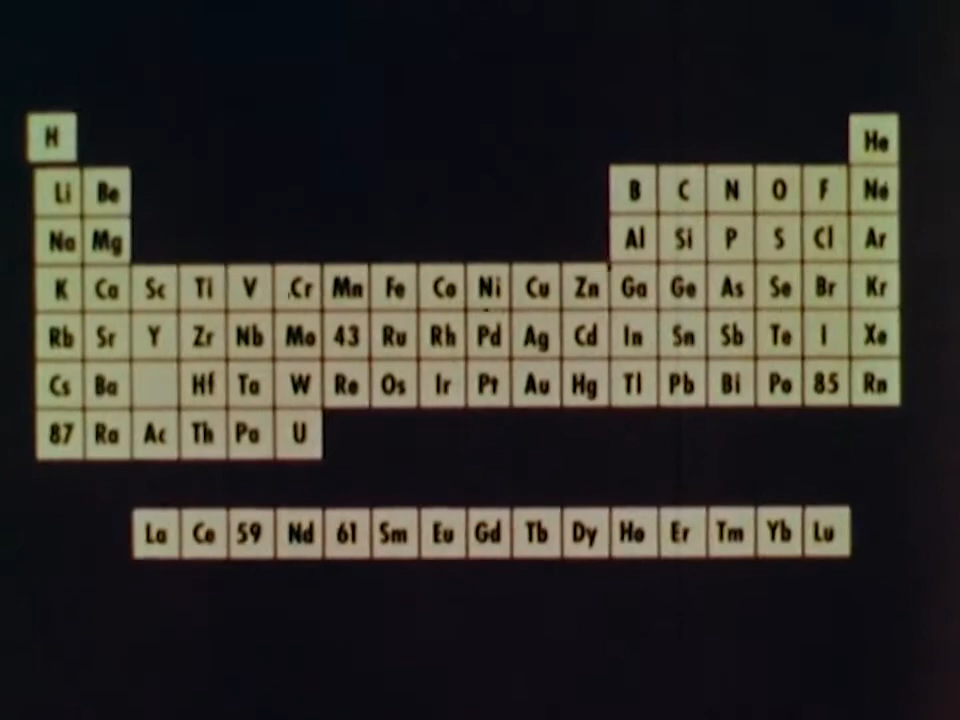 H He
Li Be B C N O F Ne
Na Mg Al Si P S Cl Ar
K Ca Sc Ti V Cr Mn Fe Co Ni Cu Zn Ga Ge As Se Br Kr
Rb Sr Y Zr Nb Mo 43 Ru Rh Pd Ag Cd In Sn Sb Te I Xe
Cs Ba Hf Ta W Re Os Ir Pt Au Hg Tl Pb Bi Po 85 Rn
87 Ra Ac Th Pa U
La Ce 59 Nd 61 Sm Eu Gd Tb Dy Ho Er Tm Yb Lu